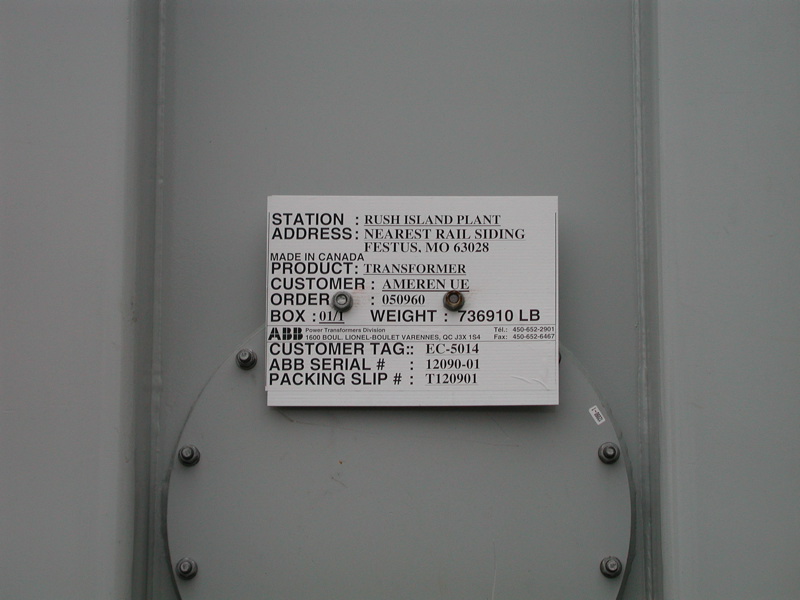 STATION : RUSH ISLAND PLANT
ADDRESS: NEAREST RAIL SIDING
FESTUS, MO 63028
MADE IN CANADA
PRODUCT: TRANSFORMER
CUSTOMER : AMEREN UE
ORDER : 050960
BOX : 01/1 WEIGHT : 736910 LB
ABB Power Transformers Division Tél.: 450-652-2901
1600 BOUL. LIONEL-BOULET VARENNES, QC J3X 1S4 Fax: 450-652-6467
CUSTOMER TAG:: EC-5014
ABB SERIAL # : 12090-01
PACKING SLIP # : T120901